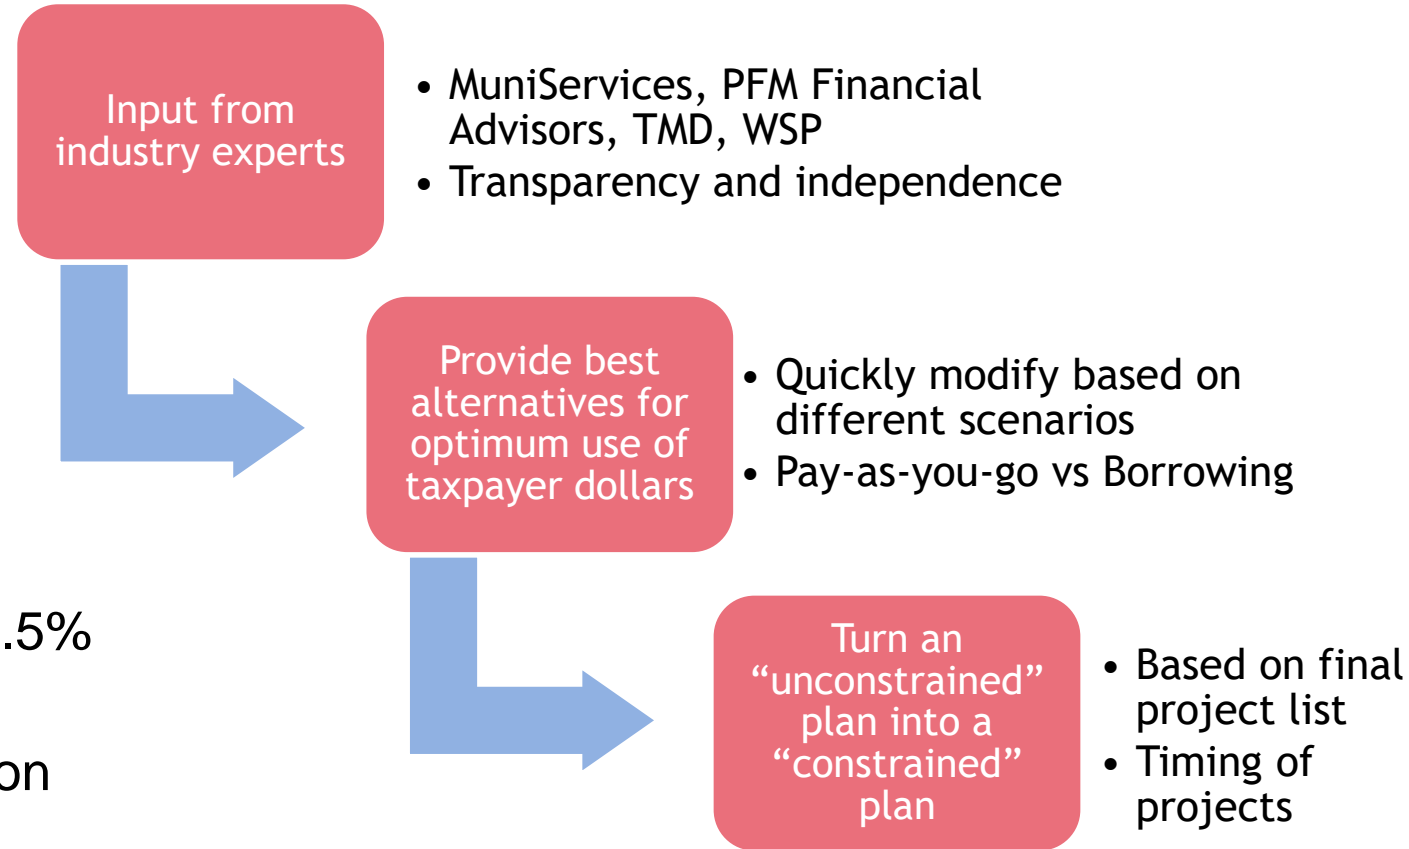 Input from
industry experts
• MuniServices, PFM Financial
Advisors, TMD, WSP
• Transparency and independence
Provide best
alternatives for
optimum use of
taxpayer dollars
• Quickly modify based on
different scenarios
• Pay-as-you-go vs Borrowing
.5%
on
Turn an
“unconstrained”
plan into a
“constrained”
plan
• Based on final
project list
• Timing of
projects